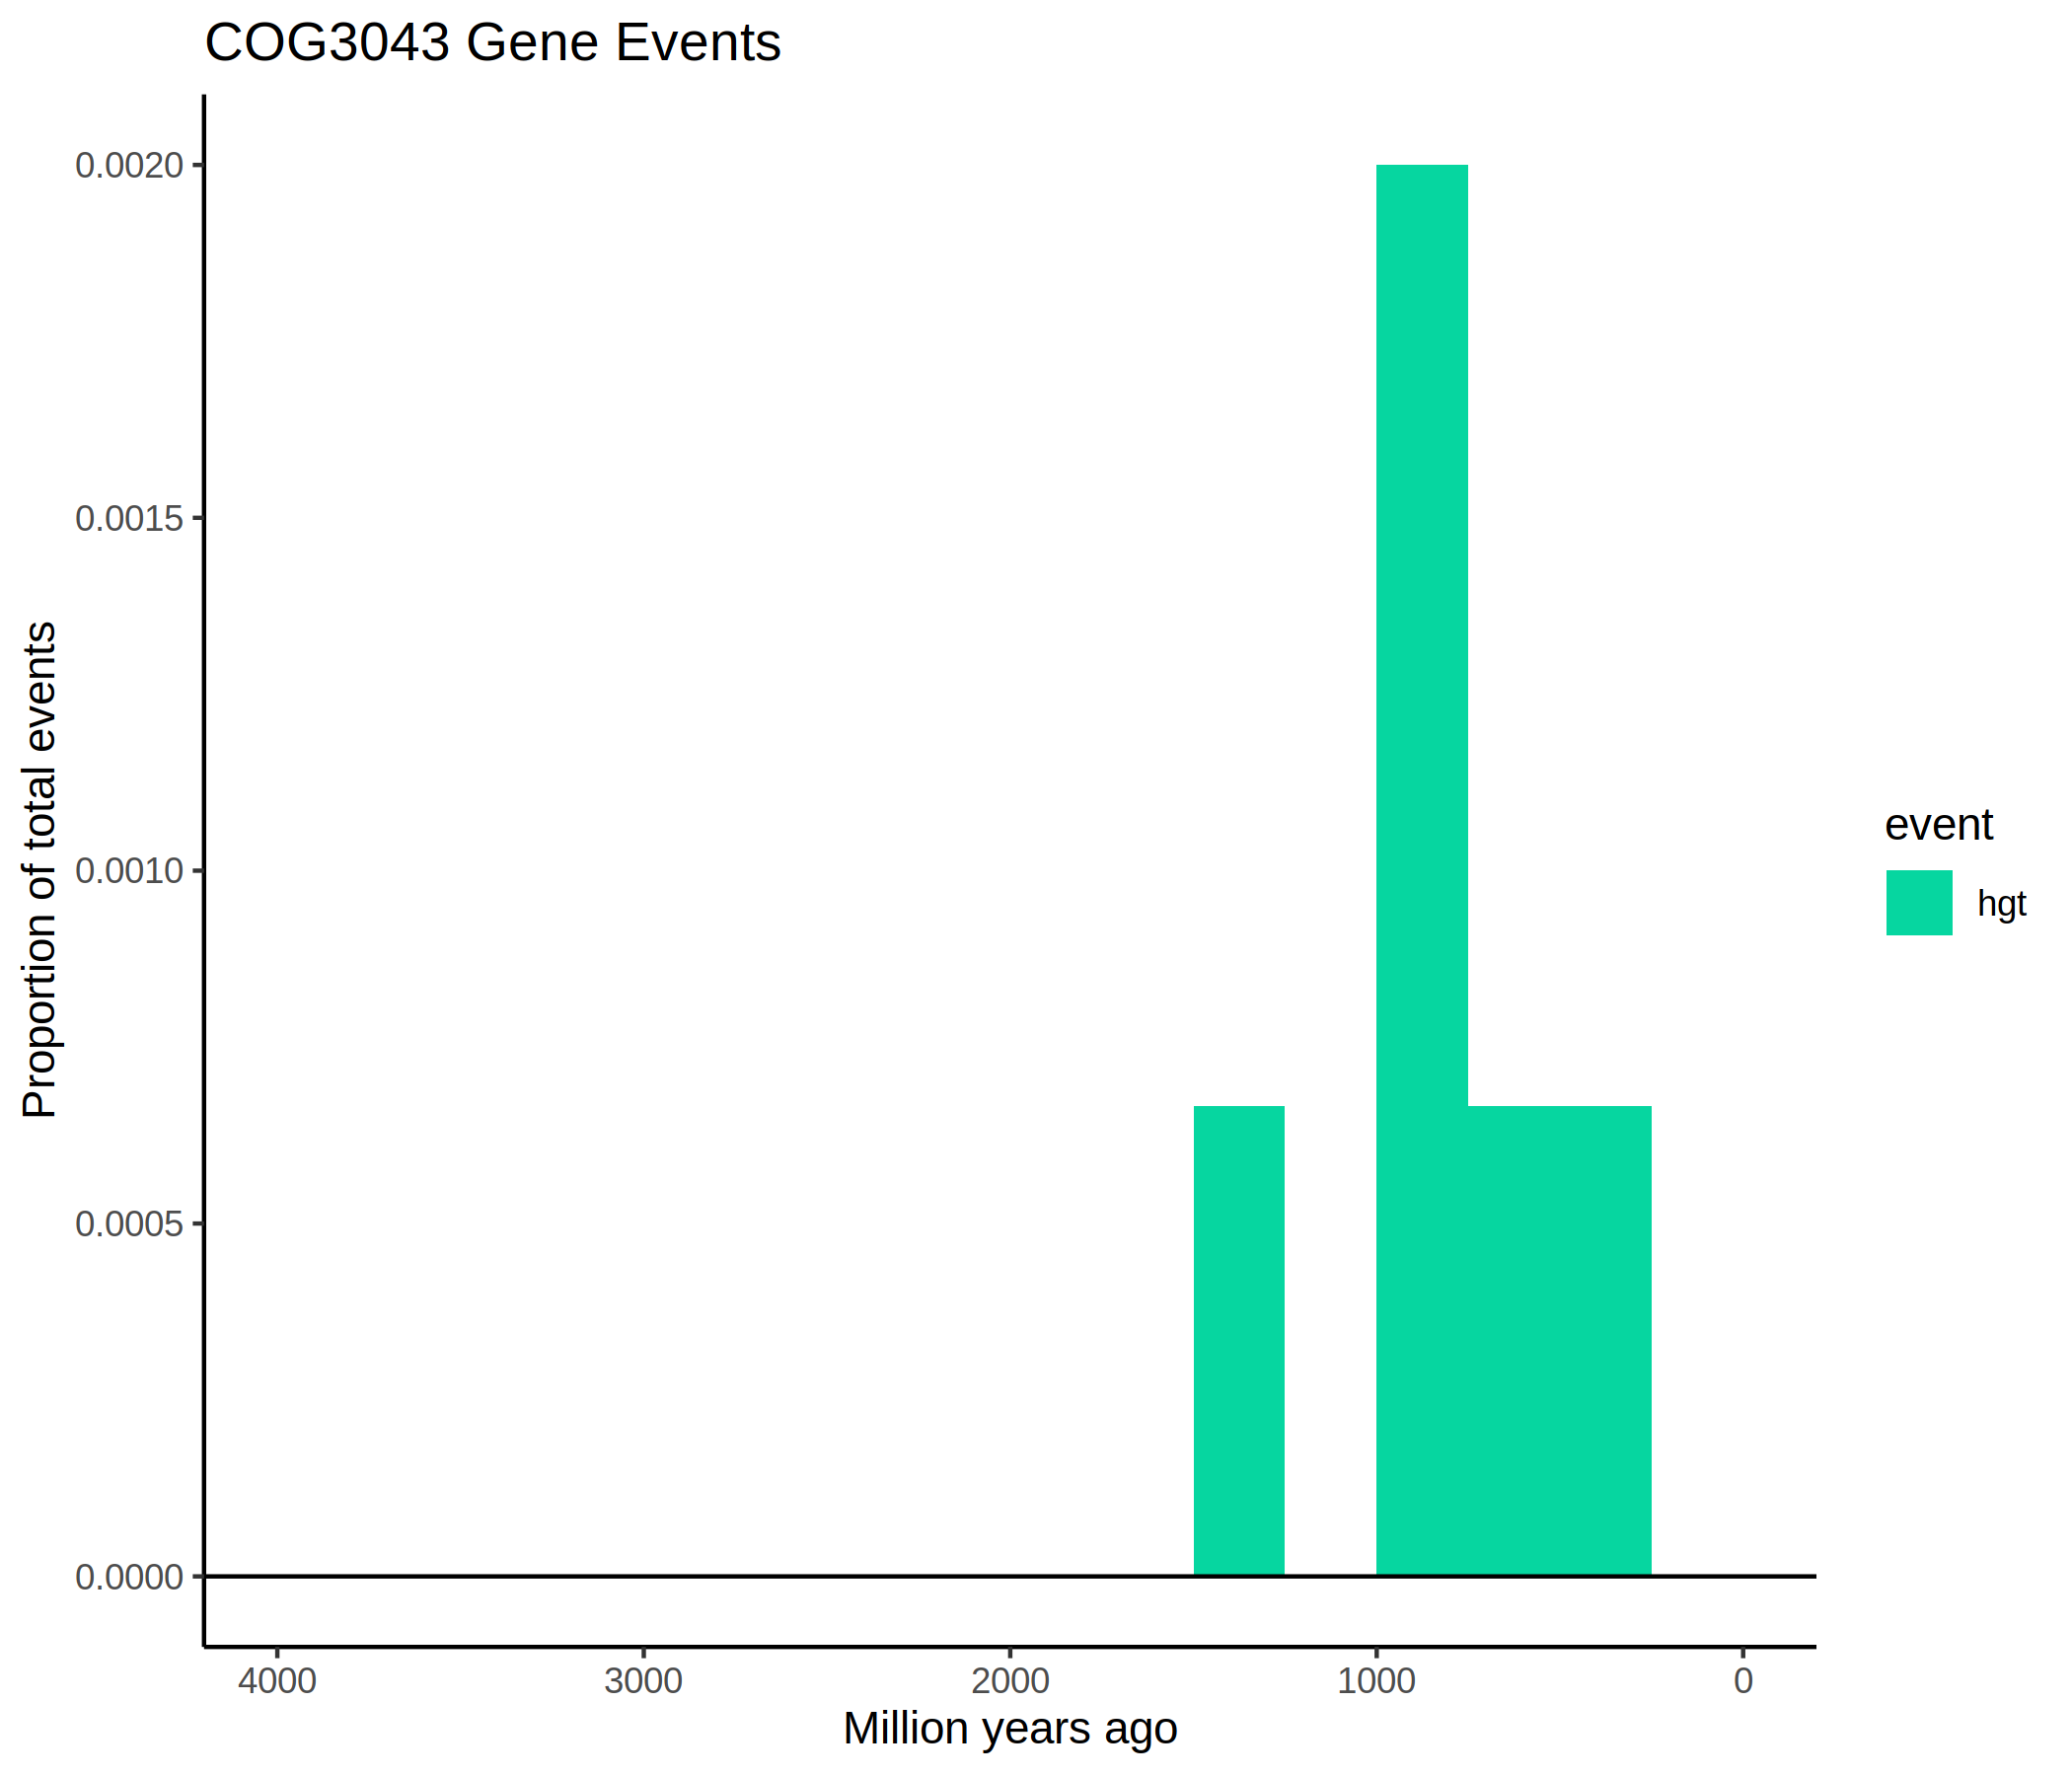 COG3043 Gene Events
Proportion of total events
0.0020
0.0015
0.0010
0.0005
0.0000
4000 3000 2000 1000 0
Million years ago
event
hgt